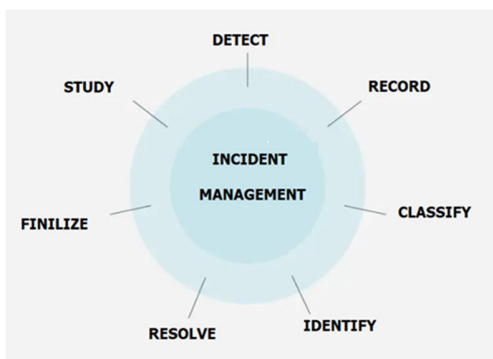 DETECT
RECORD
CLASSIFY
IDENTIFY
RESOLVE
FINILIZE
STUDY
INCIDENT
MANAGEMENT